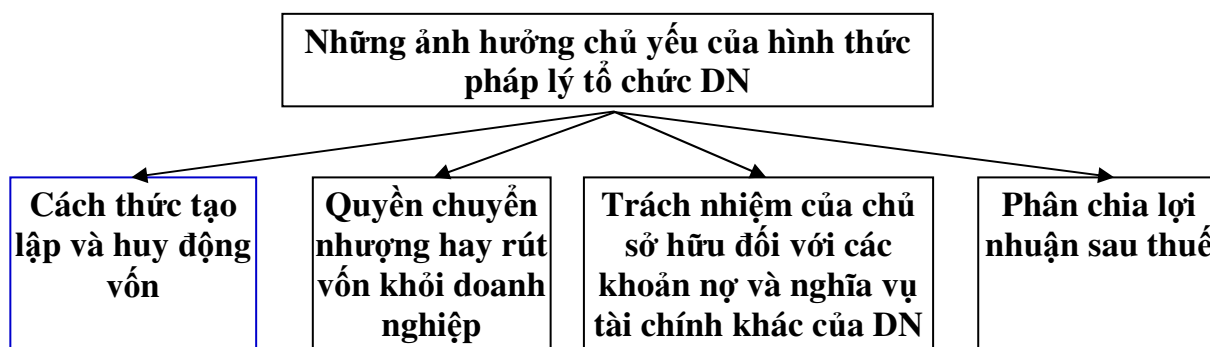 Những ảnh hưởng chủ yếu của hình thức
pháp lý tổ chức DN
Cách thức tạo
lập và huy động
vốn
Quyền chuyển
nhượng hay rút
vốn khỏi doanh
nghiệp
Trách nhiệm của chủ
sở hữu đối với các
khoản nợ và nghĩa vụ
tài chính khác của DN
Phân chia lợi
nhuận sau thuế